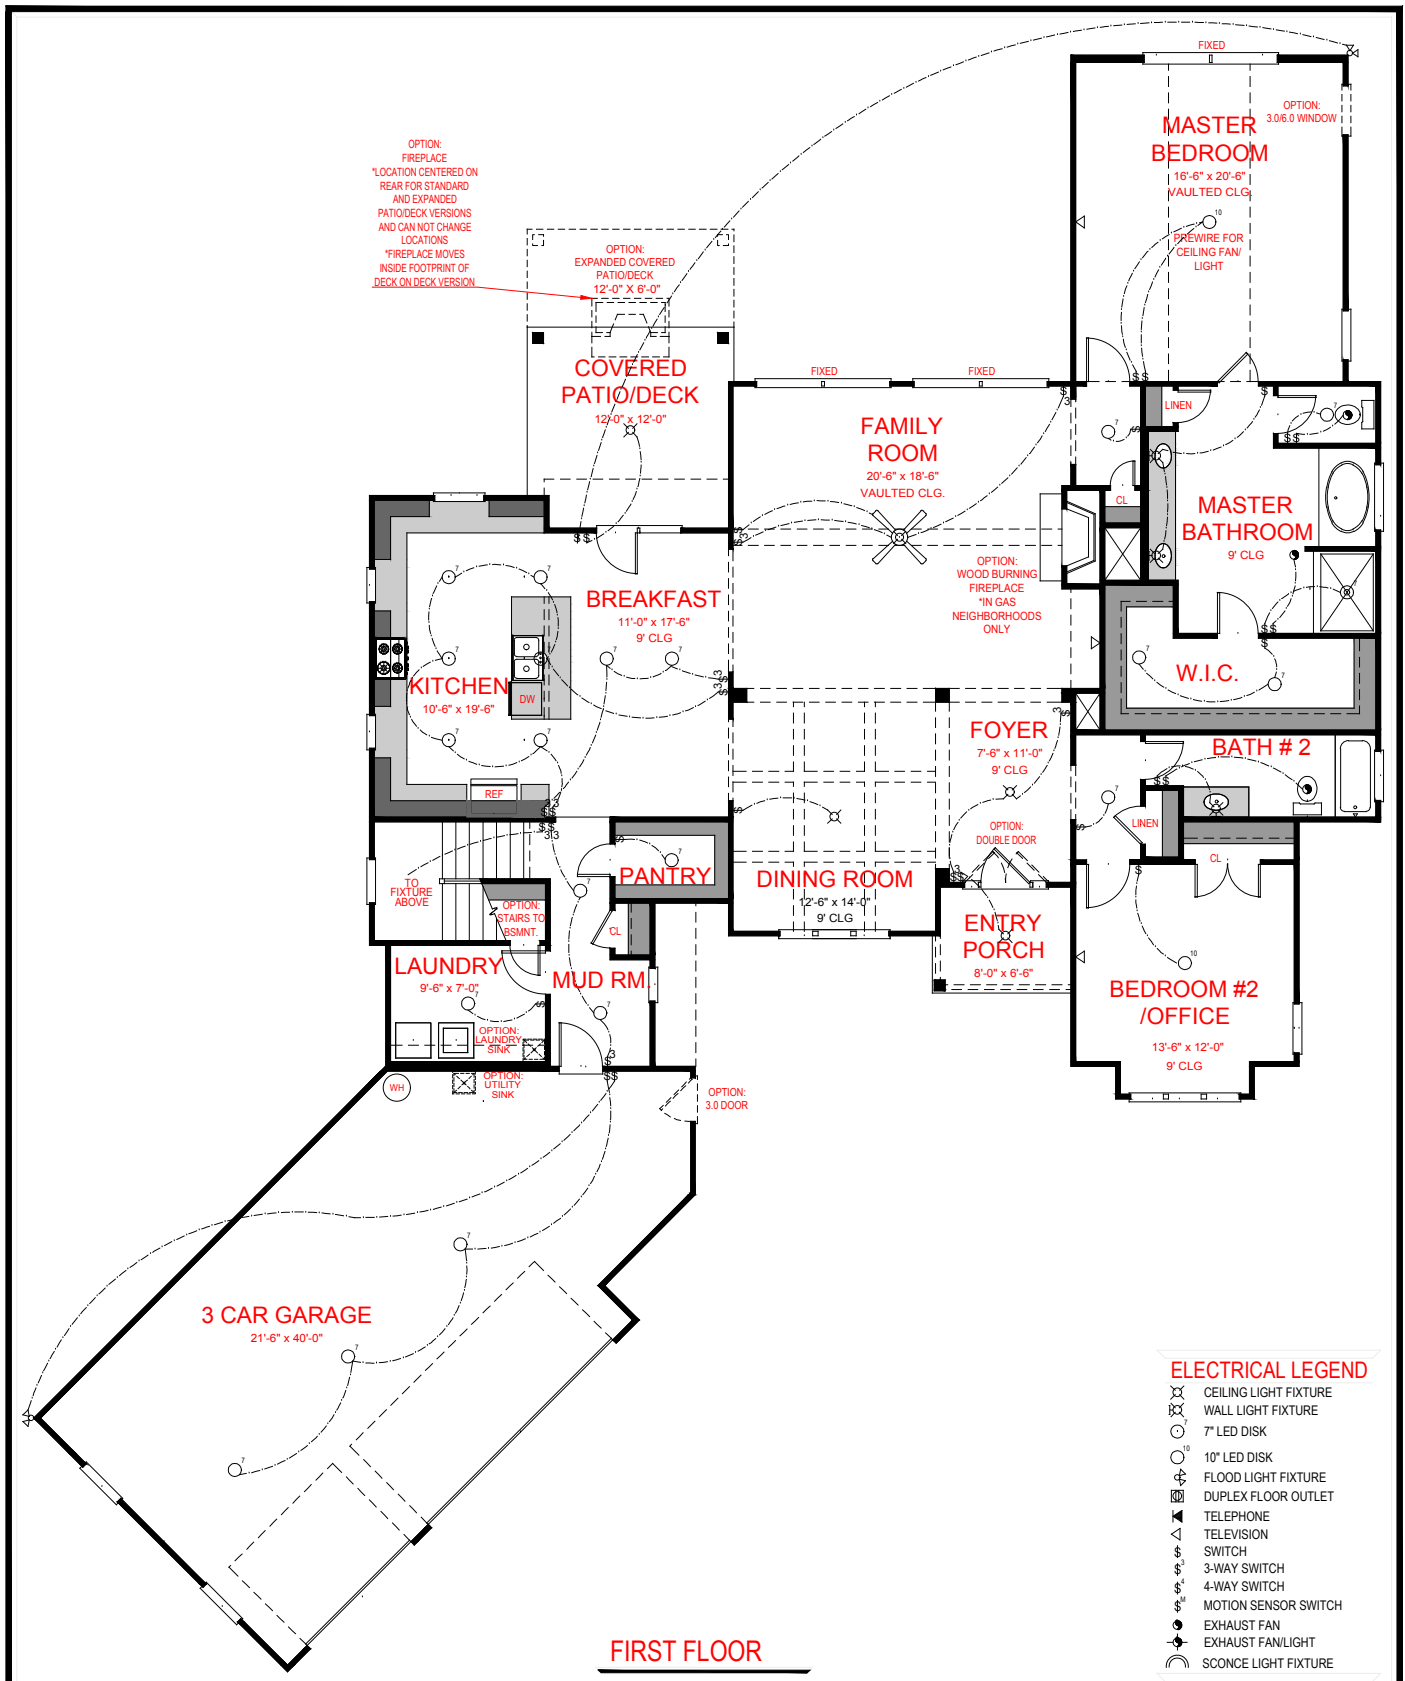 FIXED
OPTION:
3.0/6.0 WINDOW
MASTER
BEDROOM
16'-6" x 20'-6"
VAULTED CLG.
10
PREWIRE FOR
CEILING FAN/
LIGHT
OPTION:
FIREPLACE
*LOCATION CENTERED ON
REAR FOR STANDARD
AND EXPANDED
PATIO/DECK VERSIONS
AND CAN NOT CHANGE
LOCATIONS
*FIREPLACE MOVES
INSIDE FOOTPRINT OF
DECK ON DECK VERSION
OPTION:
EXPANDED COVERED
PATIO/DECK
12'-0" X 6'-0"
COVERED
PATIO/DECK
12'-0" x 12'-0"
FIXED
FIXED
FAMILY
ROOM
20'-6" x 18'-6"
VAULTED CLG.
LINEN
CL
MASTER
BATHROOM
9' CLG
OPTION:
WOOD BURNING
FIREPLACE
*IN GAS
NEIGHBORHOODS
ONLY
BREAKFAST
11'-0" x 17'-6"
9' CLG
KITCHEN
10'-6" x 19'-6"
DW
REF
W.I.C.
FOYER
7'-6" x 11'-0"
9' CLG
BATH # 2
OPTION:
DOUBLE DOOR
LINEN
CL
PANTRY
DINING ROOM
12'-6" x 14'-0"
9' CLG
TO
FIXTURE
ABOVE
OPTION:
STAIRS TO
BSMNT.
CL
ENTRY
PORCH
8'-0" x 6'-6"
LAUNDRY
9'-6" x 7'-0"
MUD RM.
OPTION:
LAUNDRY
SINK
10
BEDROOM #2
/OFFICE
13'-6" x 12'-0"
9' CLG
WH
OPTION:
UTILITY
SINK
OPTION:
3.0 DOOR
3 CAR GARAGE
21'-6" x 40'-0"
ELECTRICAL LEGEND
CEILING LIGHT FIXTURE
WALL LIGHT FIXTURE
7 7" LED DISK
10 10" LED DISK
FLOOD LIGHT FIXTURE
DUPLEX FLOOR OUTLET
TELEPHONE
TELEVISION
$ SWITCH
$3 3-WAY SWITCH
$4 4-WAY SWITCH
$M MOTION SENSOR SWITCH
EXHAUST FAN
EXHAUST FAN/LIGHT
SCONCE LIGHT FIXTURE
FIRST FLOOR